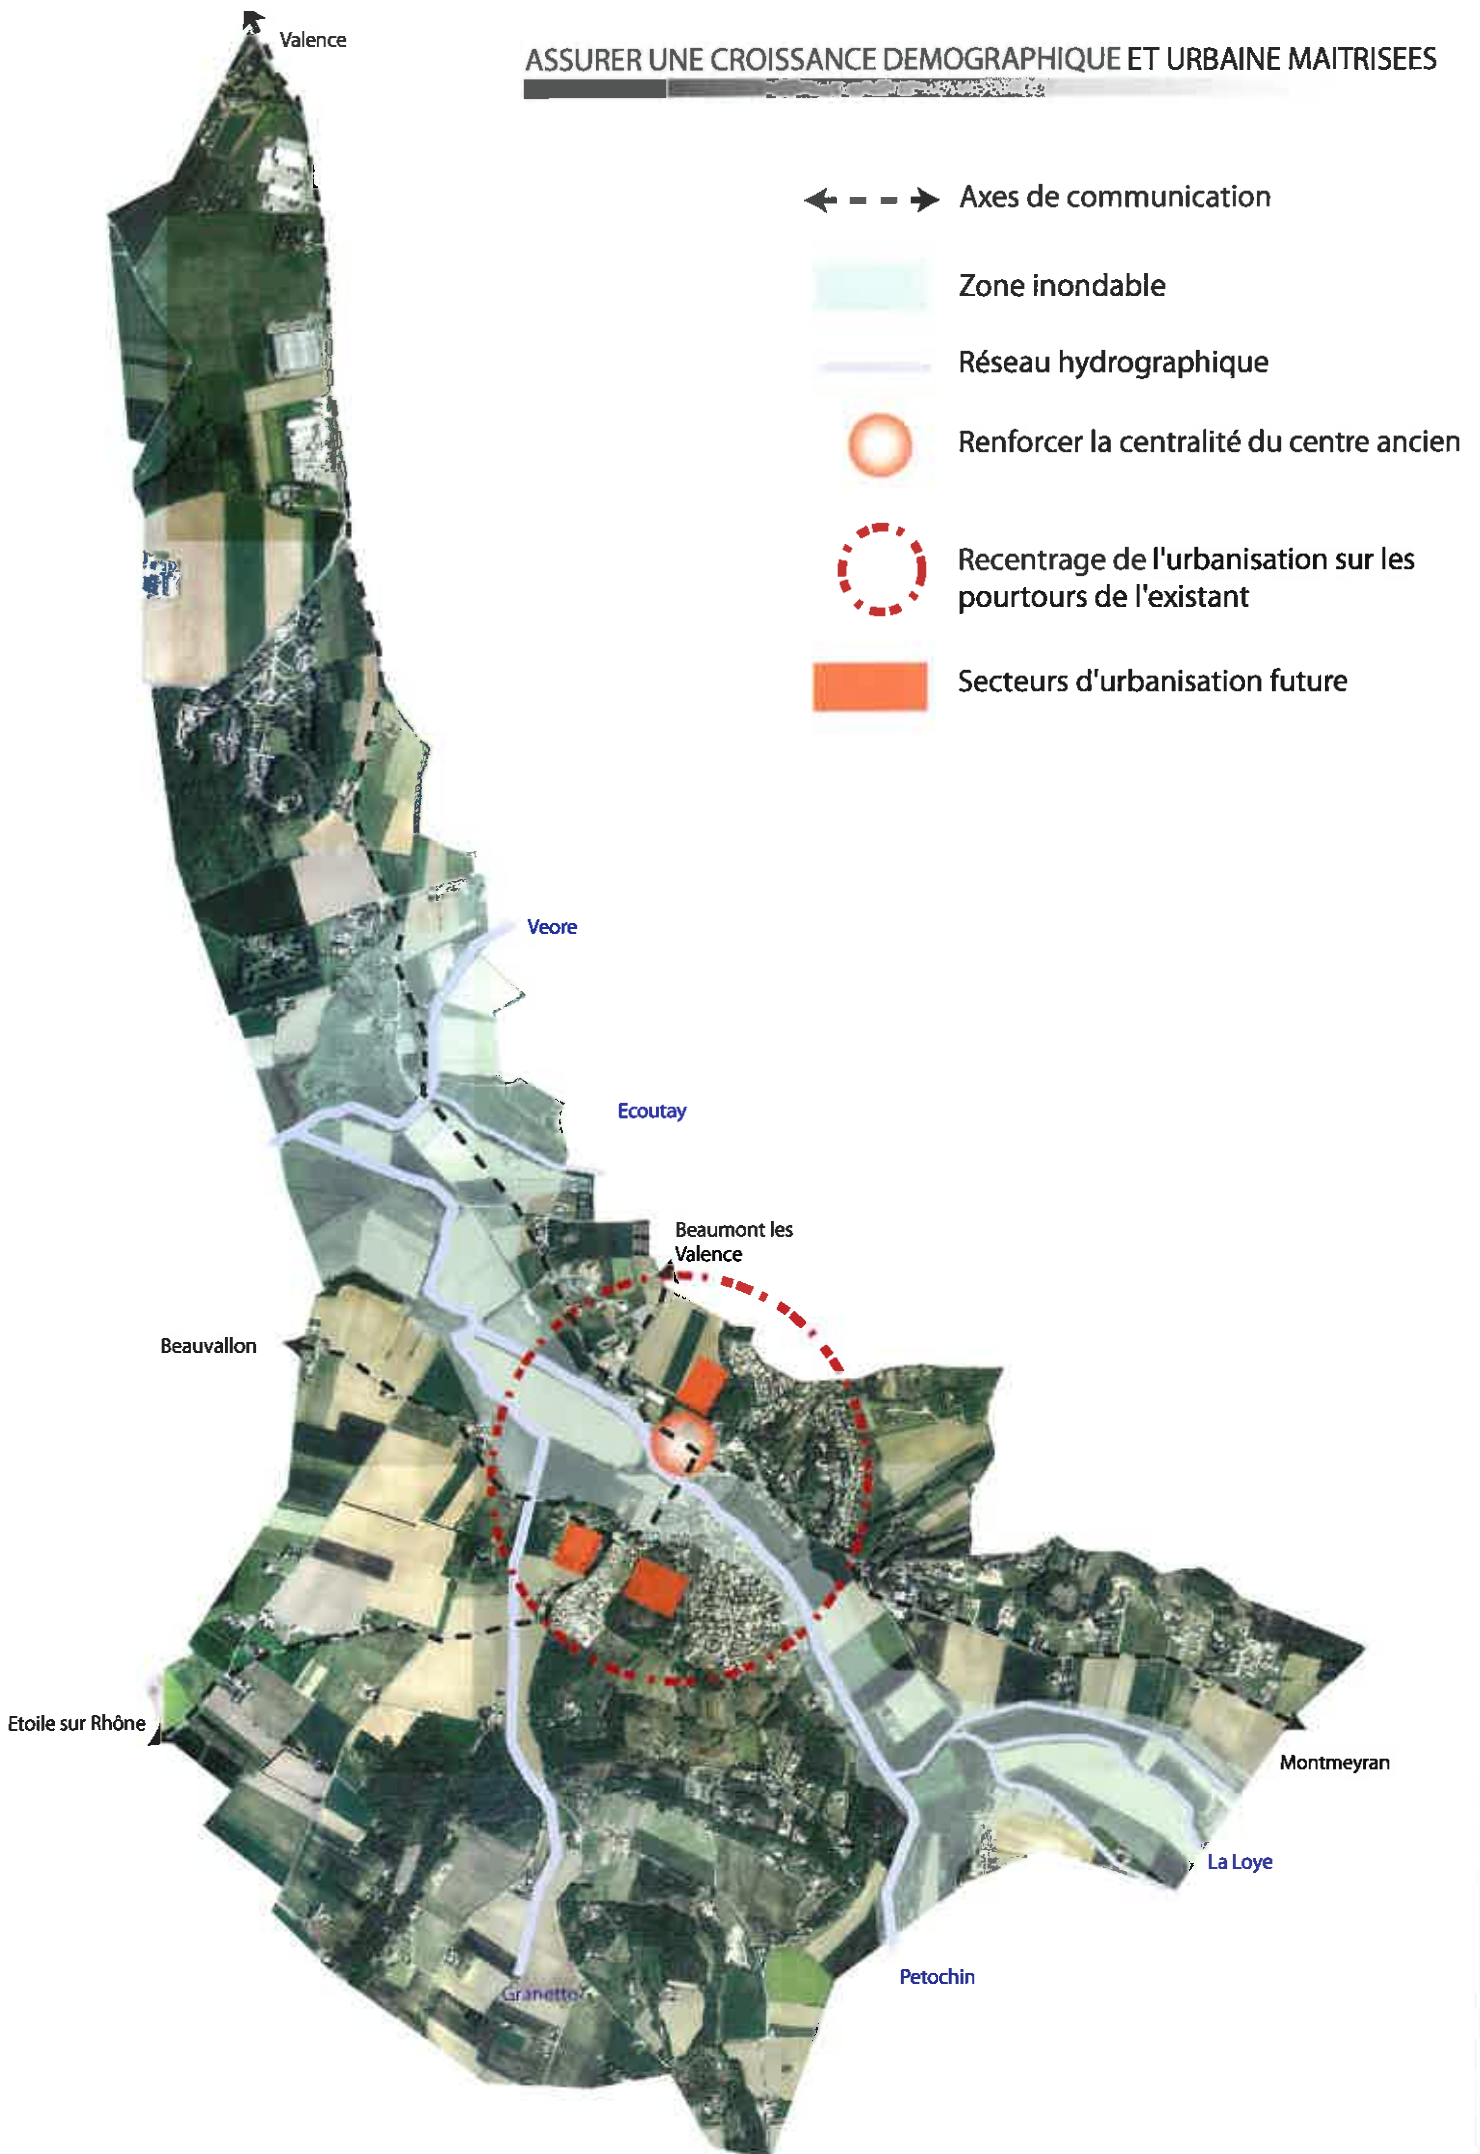 Valence
ASSURER UNE CROISSANCE DEMOGRAPHIQUE ET URBAINE MAITRISEES
Axes de communication
Zone inondable
Réseau hydrographique
Renforcer la centralité du centre ancien
Recentrage de l'urbanisation sur les
pourtours de l'existant
Secteurs d'urbanisation future
Veore
Ecoutay
Beaumont les
Valence
Beauvallon
Etoile sur Rhône
Montmeyran
La Loye
Petochin
Granette